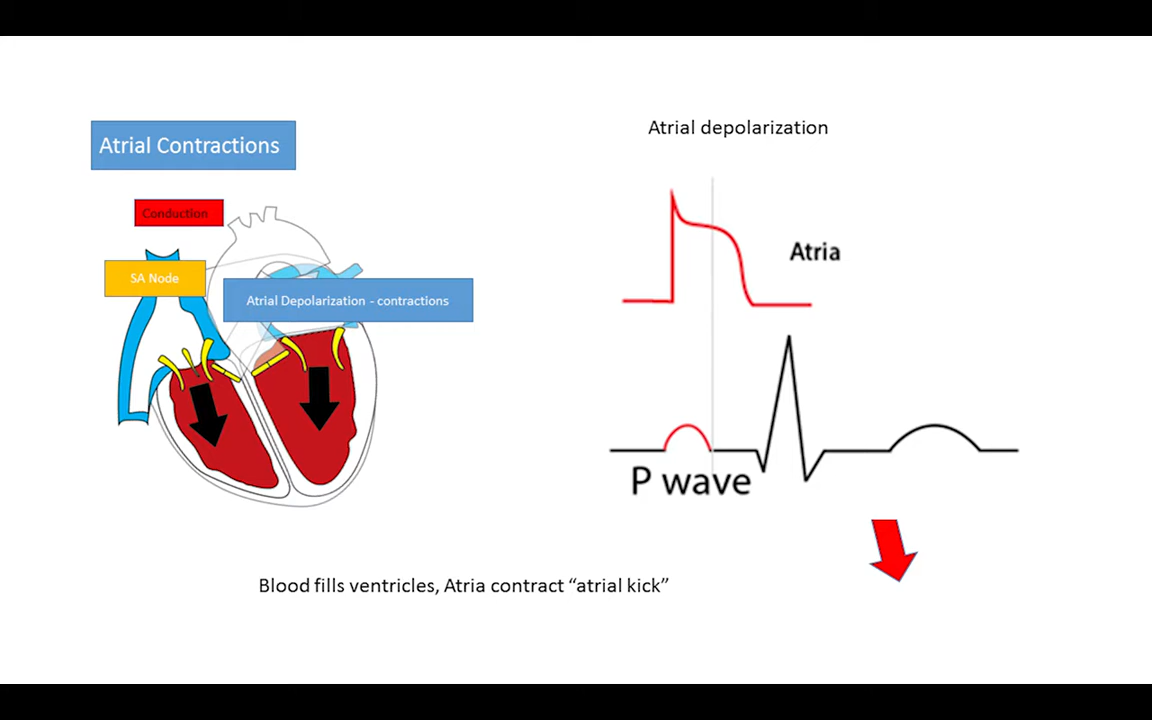 Atrial Contractions
Atrial depolarization
Conduction
SA Node
Atrial Depolarization - contractions
Atria
P wave
Blood fills ventricles, Atria contract “atrial kick”